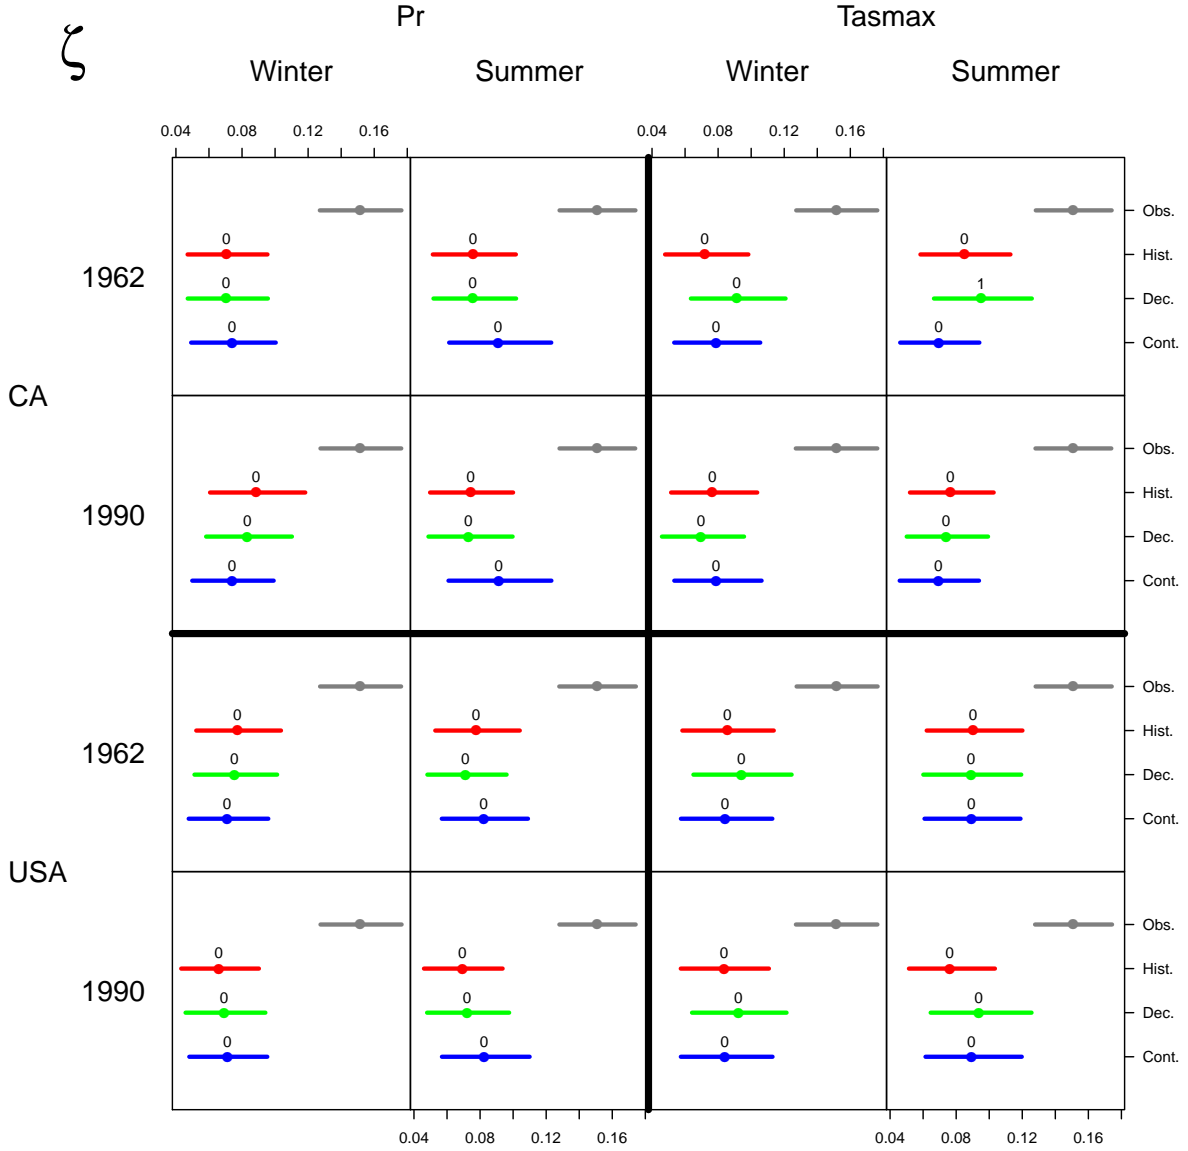 ζ
Pr Tasmax
Winter Summer Winter Summer
0.04 0.08 0.12 0.16 0.04 0.08 0.12 0.16
Obs.
0 0 0 0 Hist.
1962 0 0 0 1 Dec.
0 0 0 0 Cont.
CA
Obs.
0 0 0 0 Hist.
1990 0 0 0 0 Dec.
0 0 0 0 Cont.
Obs.
0 0 0 0 Hist.
1962 0 0 0 0 Dec.
0 0 0 0 Cont.
USA
Obs.
0 0 0 0 Hist.
1990 0 0 0 0 Dec.
0 0 0 0 Cont.
0.04 0.08 0.12 0.16 0.04 0.08 0.12 0.16